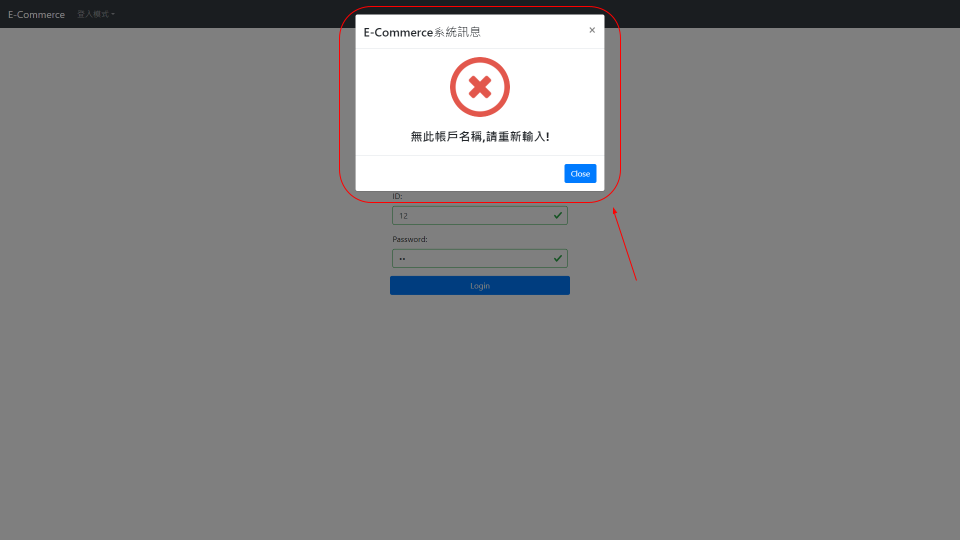 E-Commerce 登入模式
E-Commerce系統訊息 ×
無此帳戶名稱,請重新輸入!
Close
ID:
12
Password:
••
Login